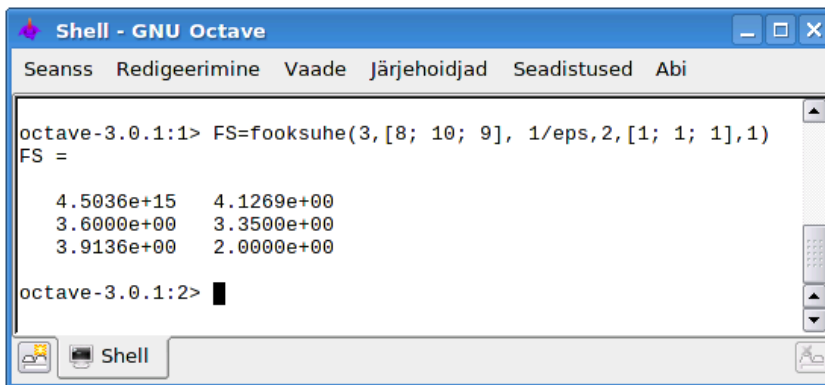 Shell - GNU Octave
Seanss Redigeerimine Vaade Järjehoidjad Seadistused Abi
octave-3.0.1:1> FS=fooksuhe(3,[8; 10; 9], 1/eps,2,[1; 1; 1],1)
FS =
4.5036e+15 4.1269e+00
3.6000e+00 3.3500e+00
3.9136e+00 2.0000e+00
octave-3.0.1:2>
Shell